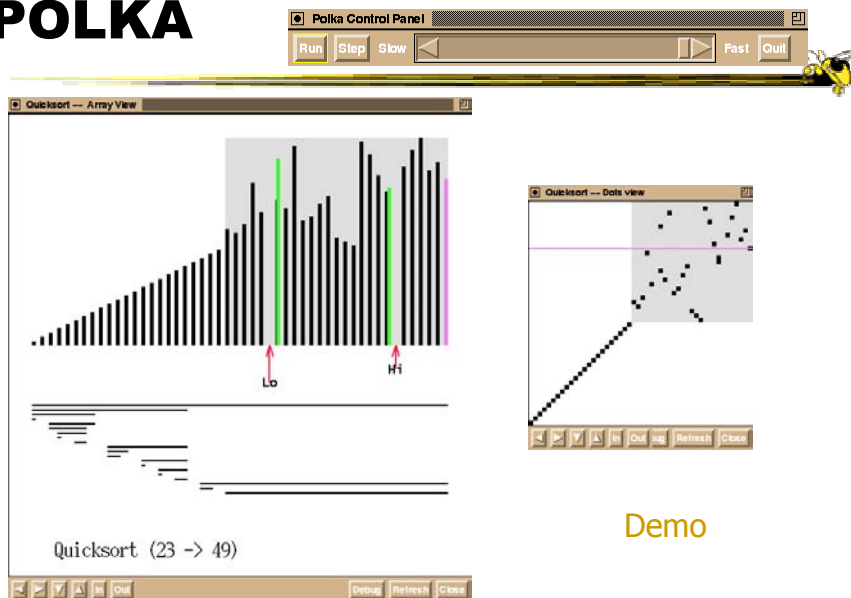 POLKA
Polka Control Panel
Run Step Slow Fast Quit
Quicksort -- Array View
Lo
Hi
Quicksort (23 -> 49)
In Out Debug Refresh Close
Quicksort -- Dots view
In Out Refresh Close
Demo